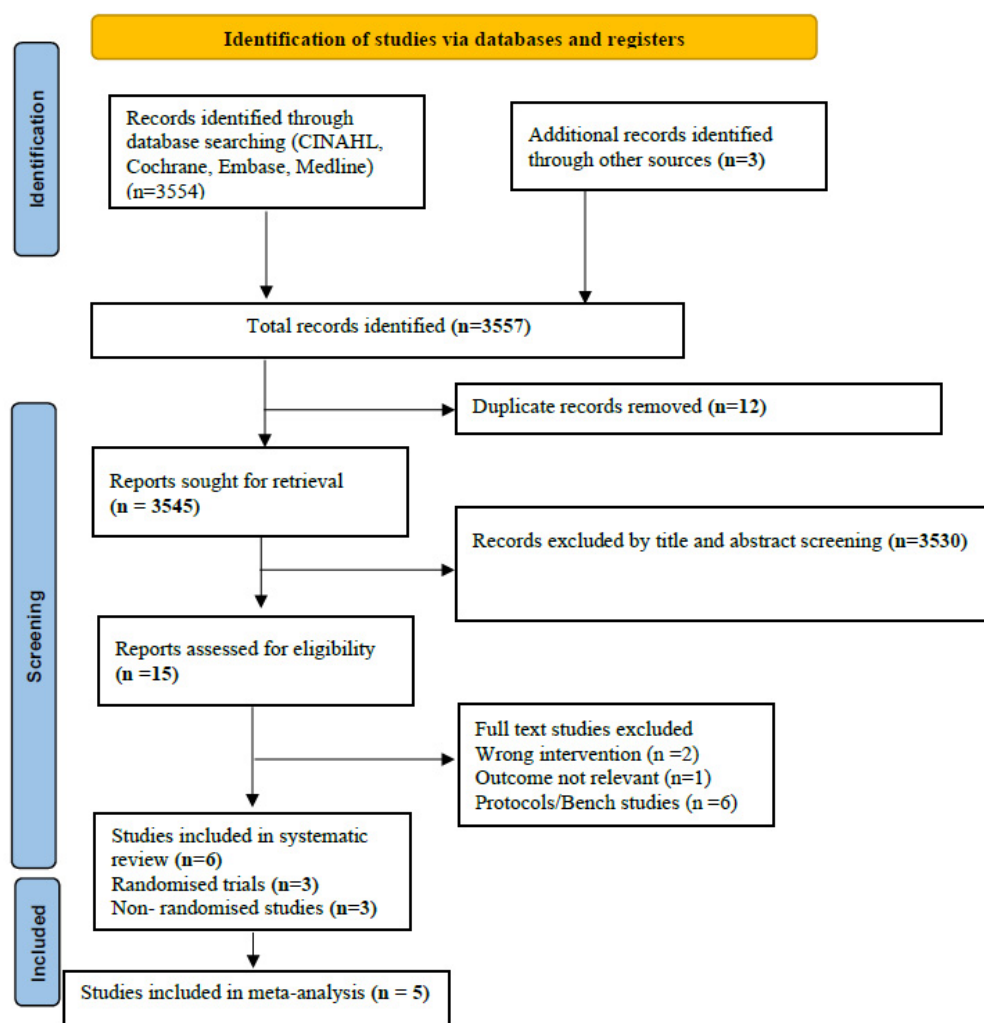 Identification of studies via databases and registers
Identification
Records identified through
database searching (CINAHL,
Cochrane, Embase, Medline)
(n=3554)
Additional records identified
through other sources (n=3)
Total records identified (n=3557)
Screening
Duplicate records removed (n=12)
Reports sought for retrieval
(n = 3545)
Records excluded by title and abstract screening (n=3530)
Reports assessed for eligibility
(n =15)
Full text studies excluded
Wrong intervention (n =2)
Outcome not relevant (n=1)
Protocols/Bench studies (n =6)
Studies included in systematic
review (n=6)
Randomised trials (n=3)
Non- randomised studies (n=3)
Included
Studies included in meta-analysis (n = 5)